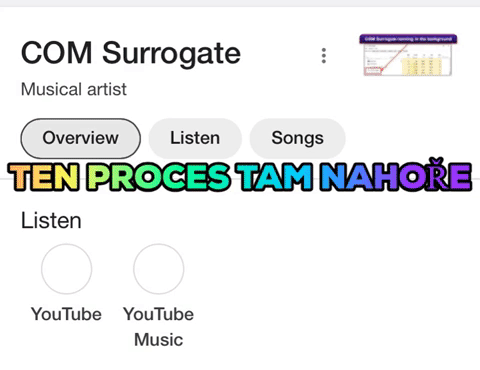 COM Surrogate
Musical artist
COM Surrogate running in the background
Overview
Listen
Songs
TEN PROCES TAM NAHOŘE
Listen
YouTube
YouTube
Music